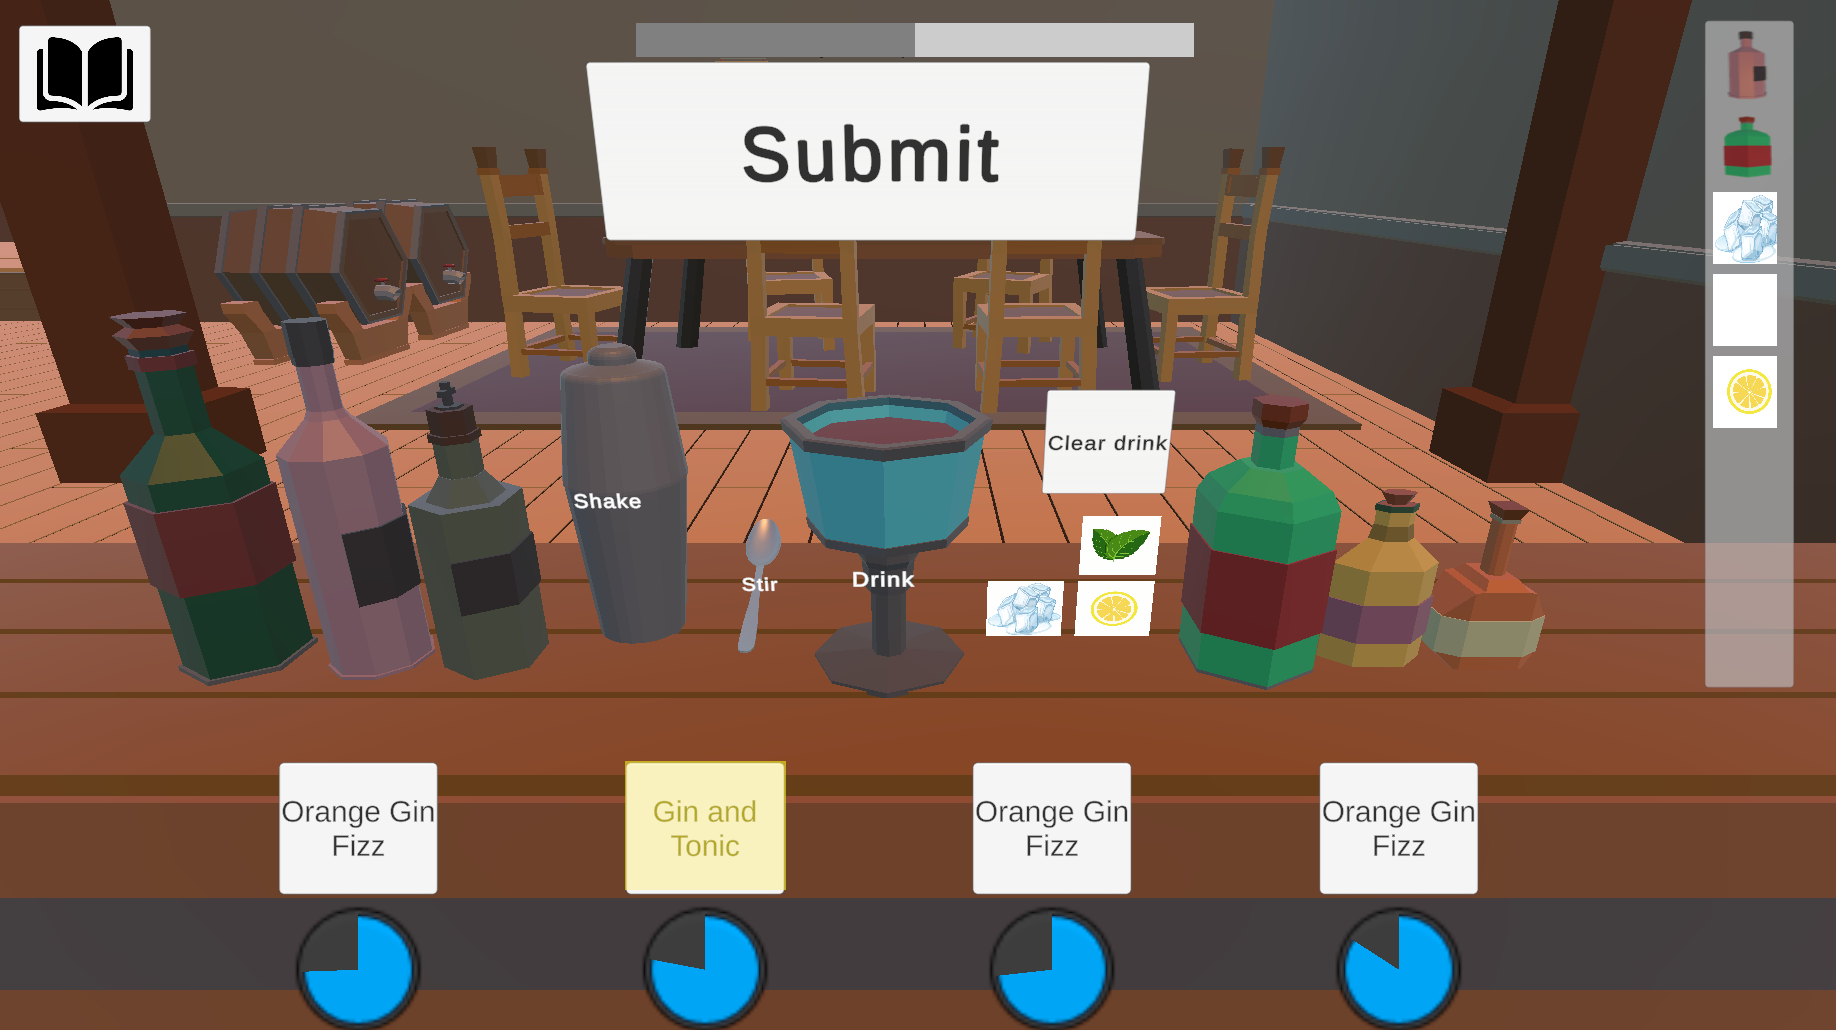 Submit
Clear drink
Shake
Stir
Drink
Orange Gin
Fizz
Gin and
Tonic
Orange Gin
Fizz
Orange Gin
Fizz